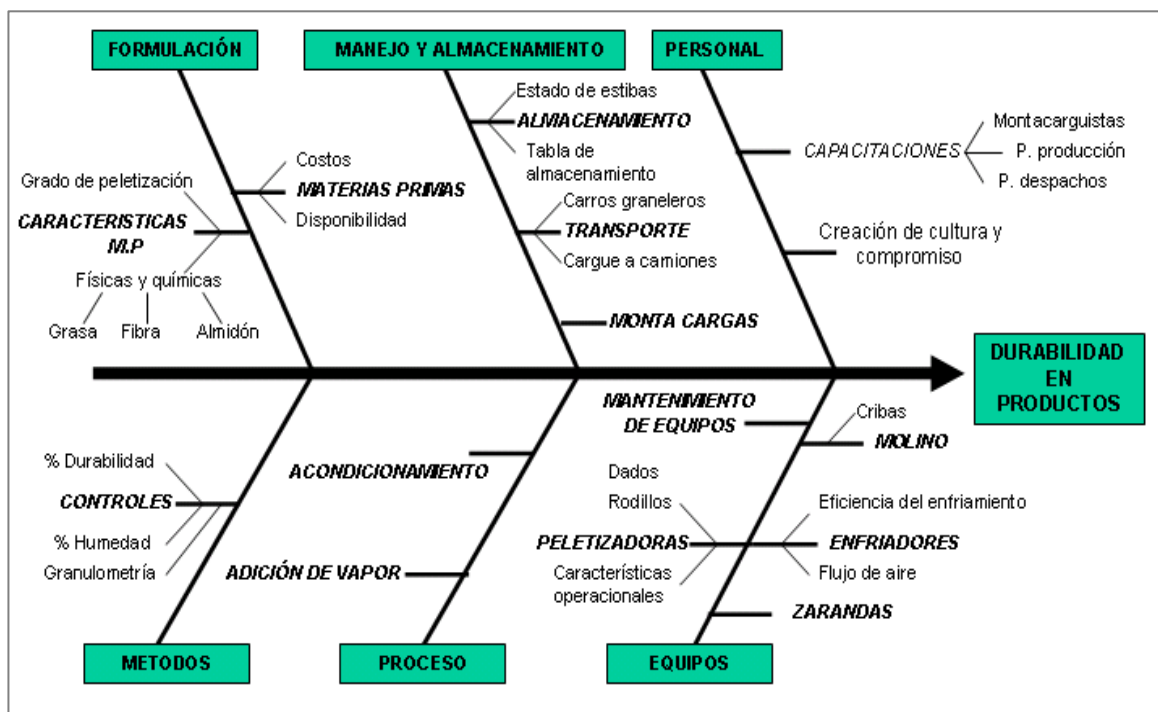 FORMULACIÓN
MANEJO Y ALMACENAMIENTO
PERSONAL
Estado de estibas
ALMACENAMIENTO
Tabla de
almacenamiento
Montacarguistas
CAPACITACIONES
P. producción
P. despachos
Costos
MATERIAS PRIMAS
Disponibilidad
Grado de peletización
CARACTERISTICAS
M.P
Físicas y químicas
Grasa
Fibra
Almidón
Carros graneleros
TRANSPORTE
Cargue a camiones
MONTA CARGAS
Creación de cultura y
compromiso
DURABILIDAD
EN
PRODUCTOS
MANTENIMIENTO
DE EQUIPOS
Cribas
MOLINO
% Durabilidad
CONTROLES
% Humedad
Granulometría
ACONDICIONAMIENTO
ADICIÓN DE VAPOR
Dados
Rodillos
PELETIZADORAS
Características
operacionales
Eficiencia del enfriamiento
ENFRIADORES
Flujo de aire
ZARANDAS
METODOS
PROCESO
EQUIPOS